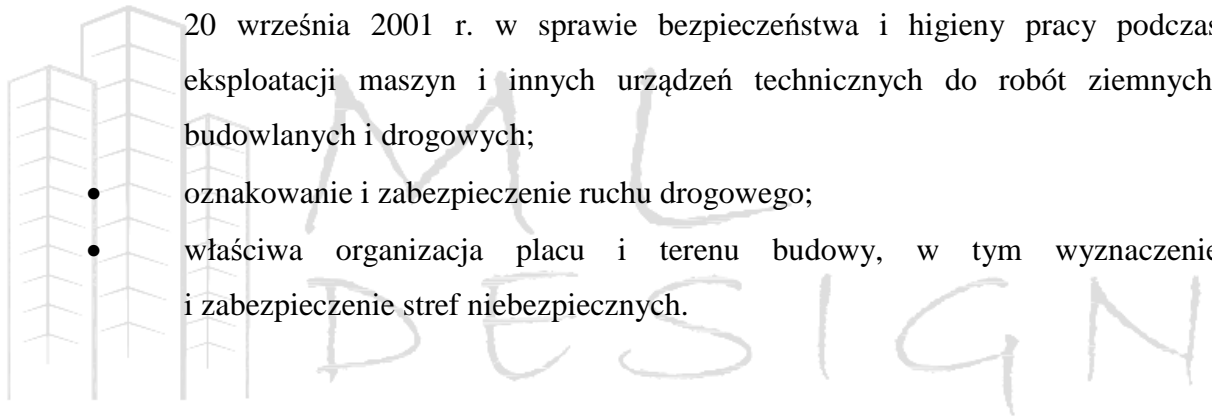 20 września 2001 r. w sprawie bezpieczeństwa i higieny pracy podczas
eksploatacji maszyn i innych urządzeń technicznych do robót ziemnych
budowlanych i drogowych;
• oznakowanie i zabezpieczenie ruchu drogowego;
• właściwa organizacja placu i terenu budowy, w tym wyznaczenie
i zabezpieczenie stref niebezpiecznych.
ML
DESIGN